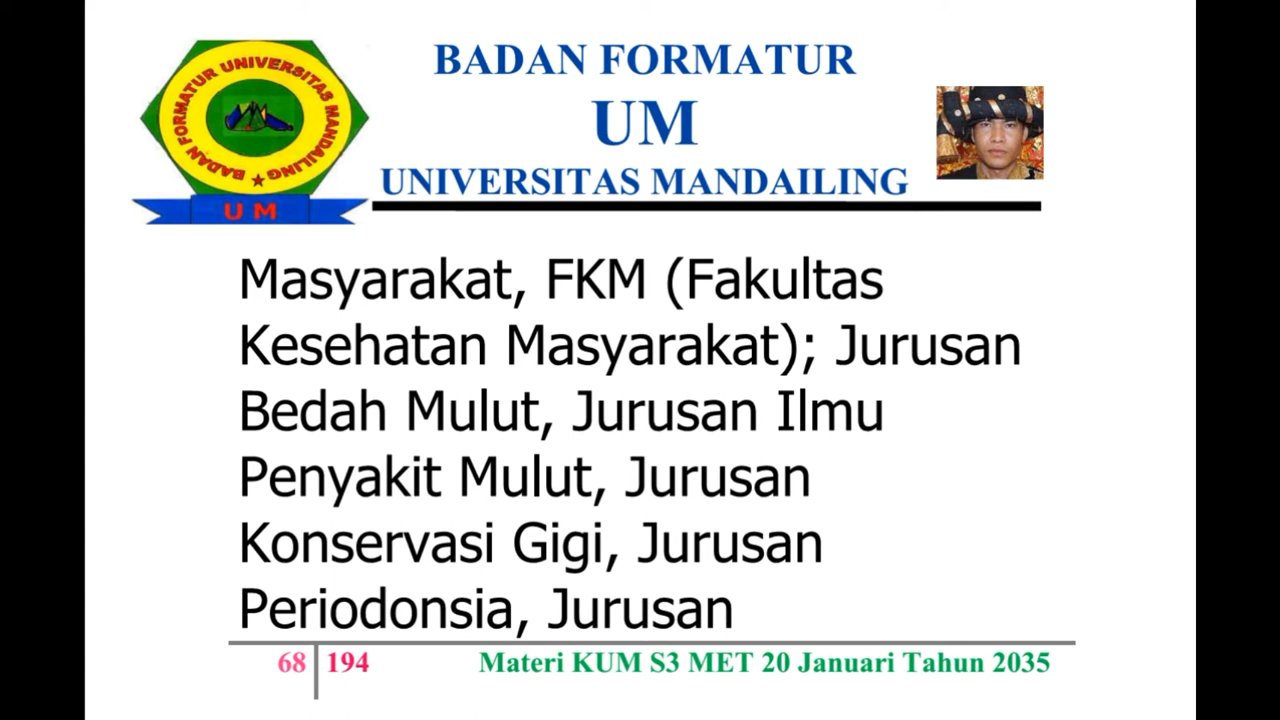 BADAN FORMATUR UNIVERSITAS MANDAILING
U M
BADAN FORMATUR
UM
UNIVERSITAS MANDAILING
Masyarakat, FKM (Fakultas
Kesehatan Masyarakat); Jurusan
Bedah Mulut, Jurusan Ilmu
Penyakit Mulut, Jurusan
Konservasi Gigi, Jurusan
Periodonsia, Jurusan
68 194 Materi KUM S3 MET 20 Januari Tahun 2035